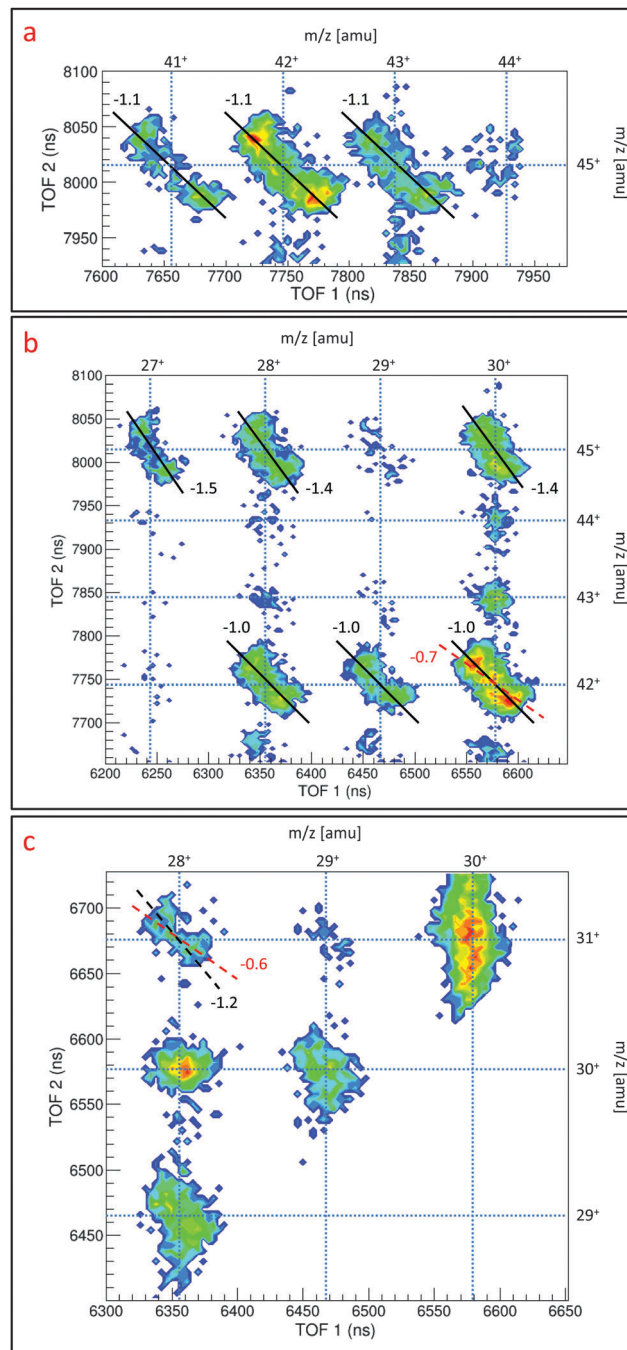 a
m/z [amu]
41+ 42+ 43+ 44+
8100
8050
8000
7950
TOF 2 (ns)
-1.1 -1.1 -1.1
45+
m/z [amu]
7600 7650 7700 7750 7800 7850 7900 7950
TOF 1 (ns)
b
m/z [amu]
27+ 28+ 29+ 30+
8100
8050
8000
7950
7900
7850
7800
7750
7700
TOF 2 (ns)
-1.5 -1.4 -1.4
-1.0 -1.0 -1.0
-0.7
45+
44+
43+
42+
m/z [amu]
6200 6250 6300 6350 6400 6450 6500 6550 6600
TOF 1 (ns)
c
m/z [amu]
28+ 29+ 30+
6700
6650
6600
6550
6500
6450
TOF 2 (ns)
-0.6
-1.2
31+
30+
29+
m/z [amu]
6300 6350 6400 6450 6500 6550 6600 6650
TOF 1 (ns)